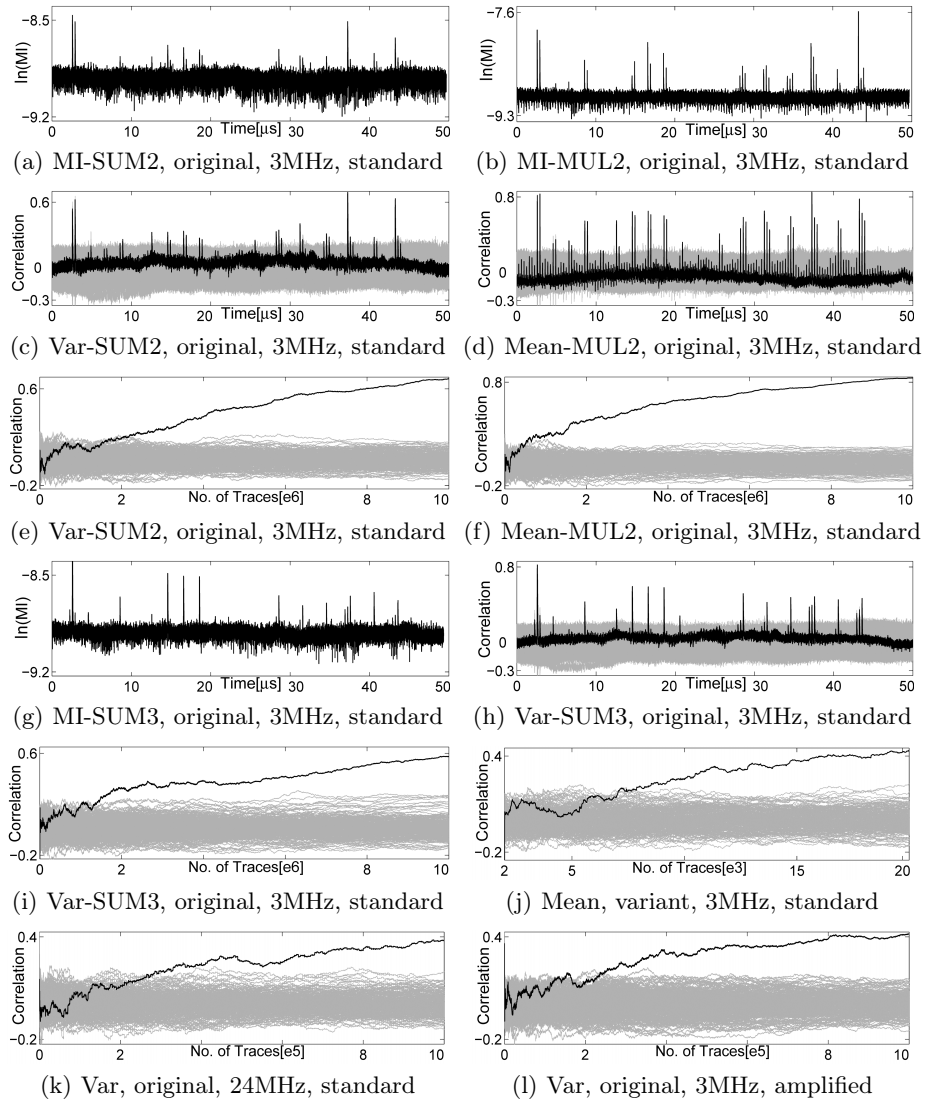 −8.5
ln(MI)
−9.2
0 10 20 30 40 50
Time[µs]
(a) MI-SUM2, original, 3MHz, standard
−7.6
ln(MI)
−9.3
0 10 20 30 40 50
Time[µs]
(b) MI-MUL2, original, 3MHz, standard
0.6
Correlation
0
−0.3
0 10 20 30 40 50
Time[µs]
(c) Var-SUM2, original, 3MHz, standard
0.8
Correlation
0
−0.3
0 10 20 30 40 50
Time[µs]
(d) Mean-MUL2, original, 3MHz, standard
0.6
Correlation
−0.2
0 2 8 10
No. of Traces[e6]
(e) Var-SUM2, original, 3MHz, standard
0.8
Correlation
−0.2
0 2 8 10
No. of Traces[e6]
(f) Mean-MUL2, original, 3MHz, standard
−8.5
ln(MI)
−9.2
0 10 20 30 40 50
Time[µs]
(g) MI-SUM3, original, 3MHz, standard
0.8
Correlation
0
−0.3
0 10 20 30 40 50
Time[µs]
(h) Var-SUM3, original, 3MHz, standard
0.6
Correlation
−0.2
0 2 8 10
No. of Traces[e6]
(i) Var-SUM3, original, 3MHz, standard
0.4
Correlation
−0.2
2 5 15 20
No. of Traces[e3]
(j) Mean, variant, 3MHz, standard
0.4
Correlation
−0.2
0 2 8 10
No. of Traces[e5]
(k) Var, original, 24MHz, standard
0.4
Correlation
−0.2
0 2 8 10
No. of Traces[e5]
(l) Var, original, 3MHz, amplified